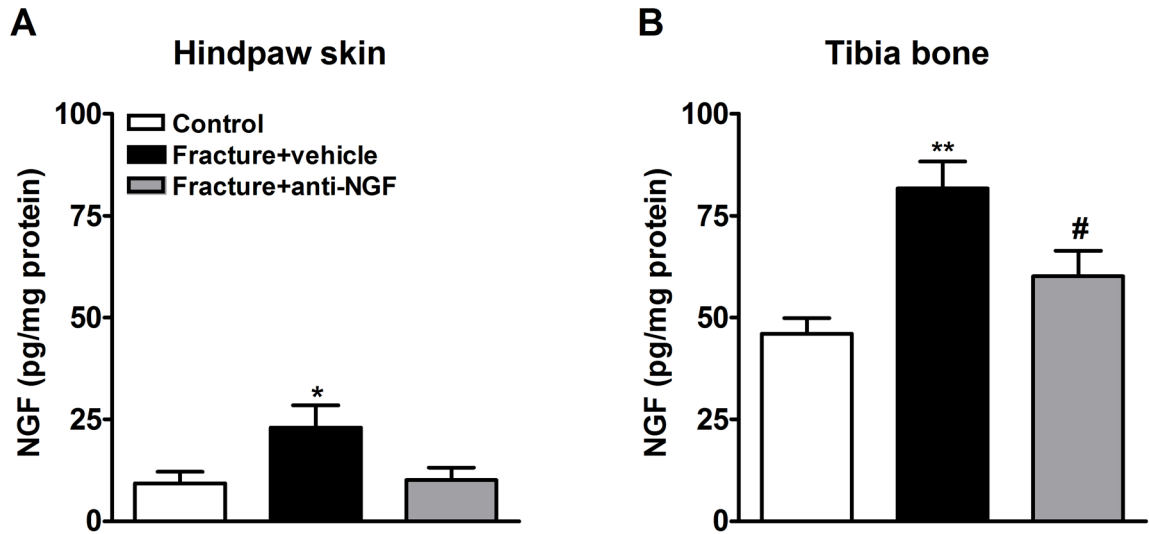 A
Hindpaw skin
NGF (pg/mg protein)
100
75
50
25
0
Control
Fracture+vehicle
Fracture+anti-NGF
*
B
Tibia bone
NGF (pg/mg protein)
100
75
50
25
0
**
#